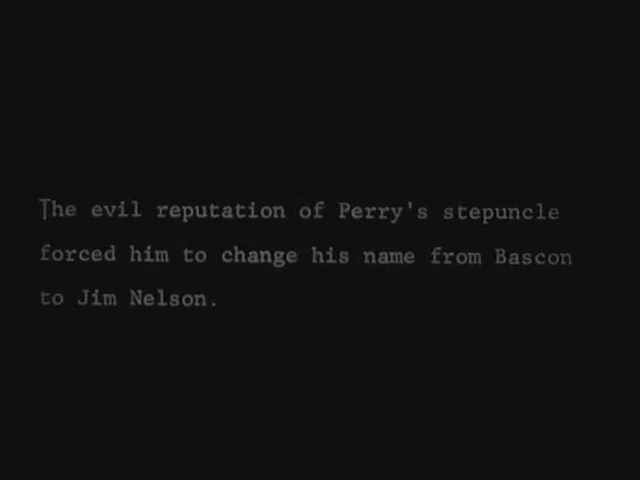 The evil reputation of Perry's stepuncle
forced him to change his name from Bascon
to Jim Nelson.